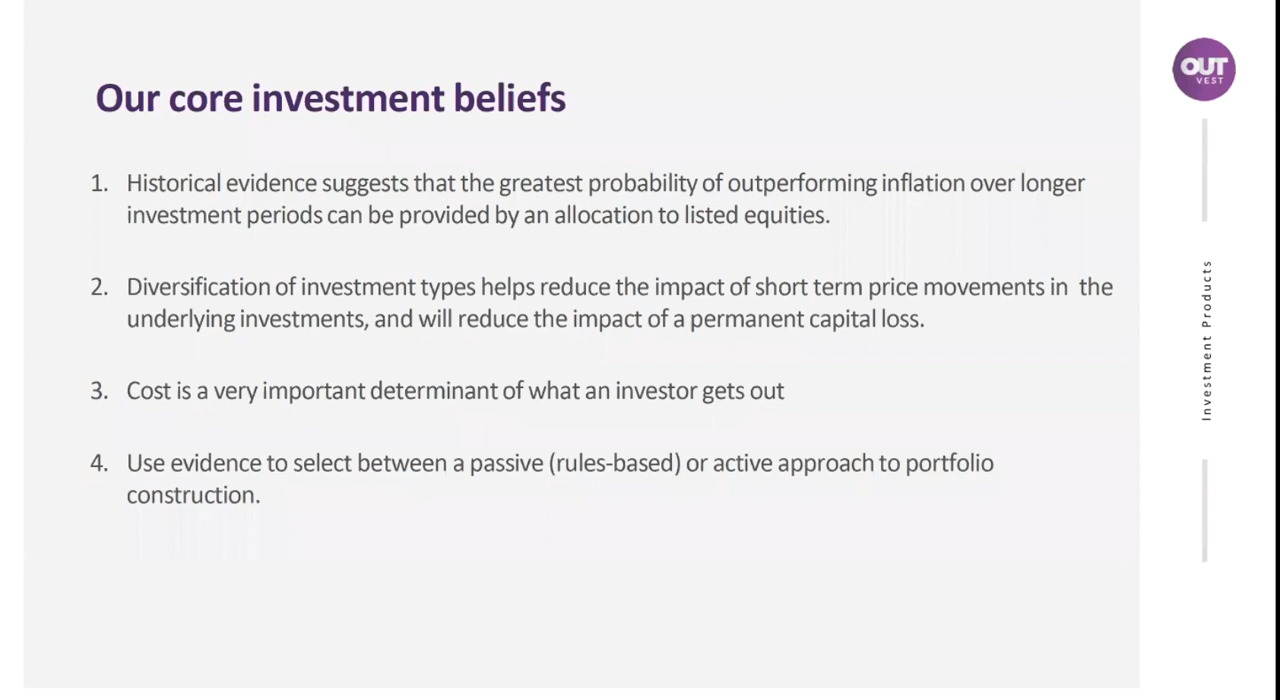 Our core investment beliefs
1. Historical evidence suggests that the greatest probability of outperforming inflation over longer
investment periods can be provided by an allocation to listed equities.
2. Diversification of investment types helps reduce the impact of short term price movements in  the
underlying investments, and will reduce the impact of a permanent capital loss.
3. Cost is a very important determinant of what an investor gets out
4. Use evidence to select between a passive (rules-based) or active approach to portfolio
construction.
OUT
VEST
Investment Products